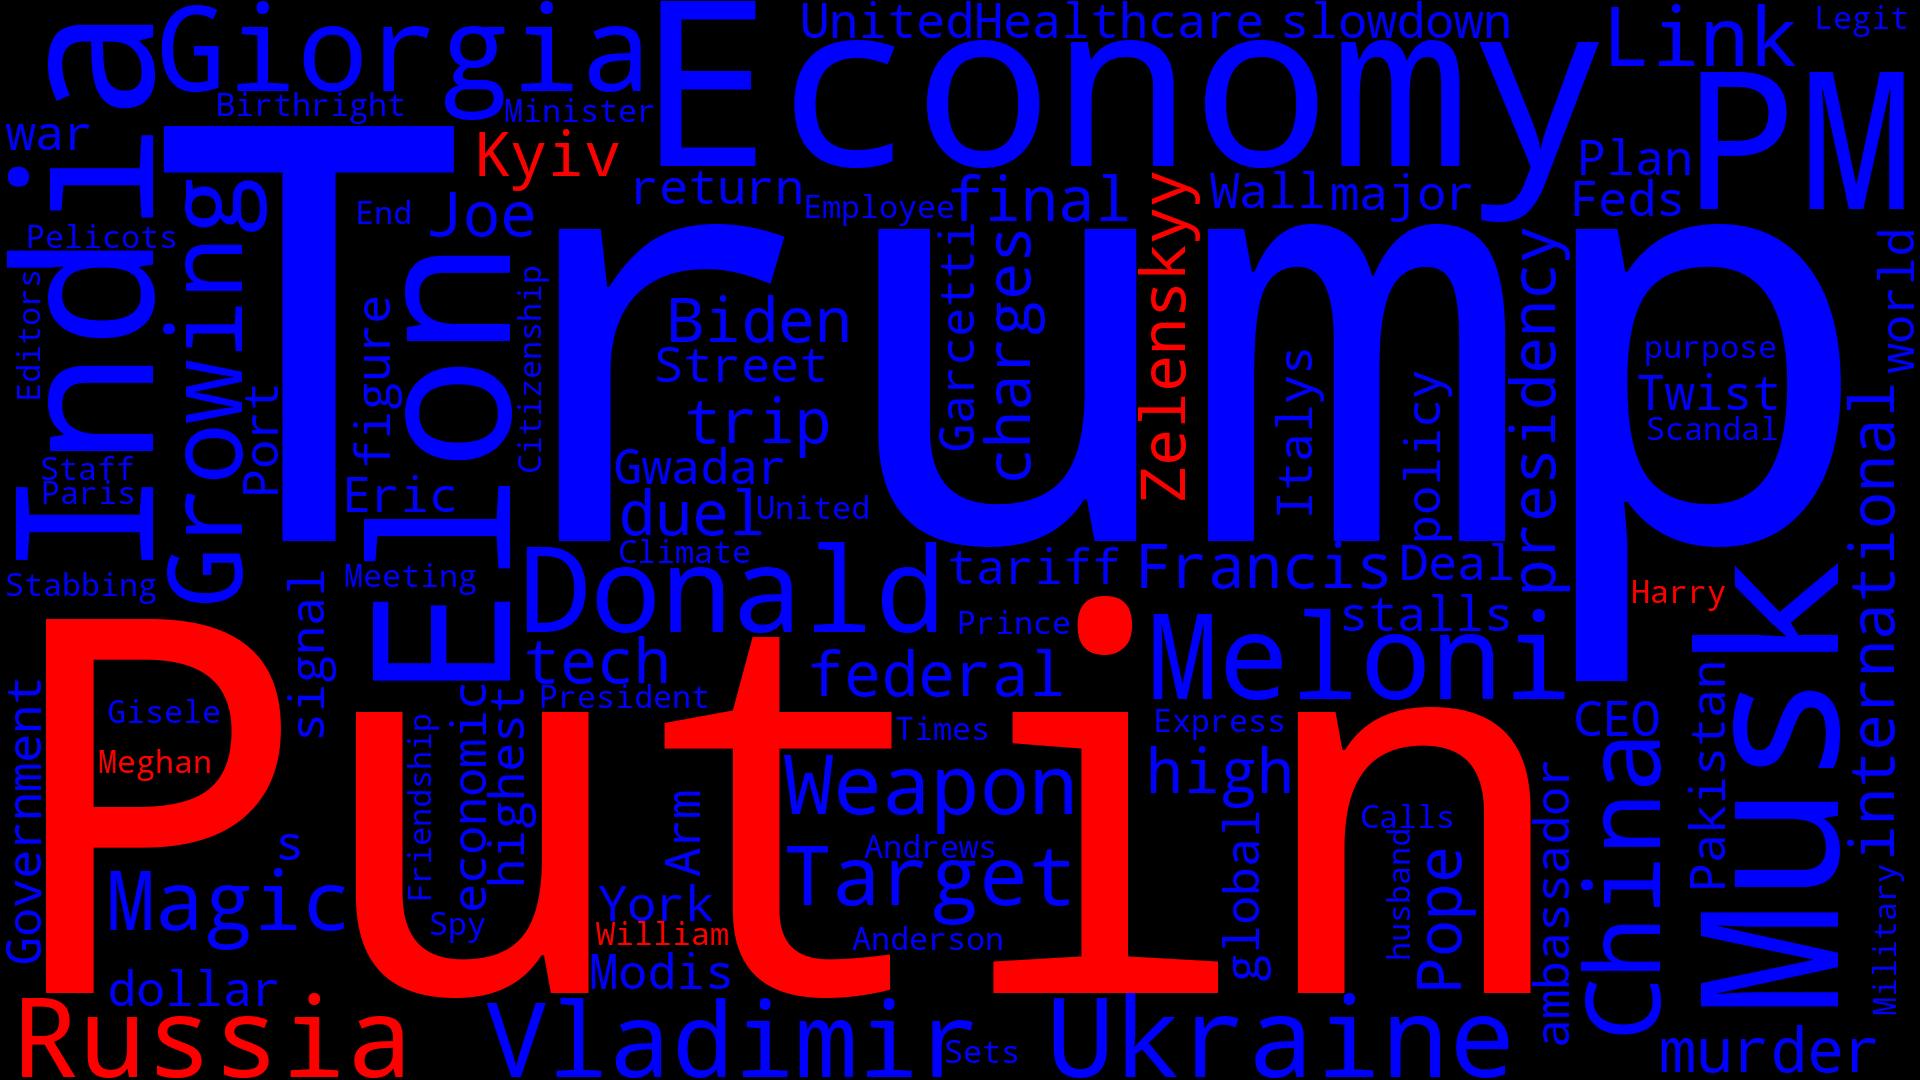 UnitedHealthcare slowdown
Legit
Giorgia
Economy
Link
India
Birthright
Minister
PM
war
Kyiv
Trump
Plan
return
Employee
final
Wall
major
Feds
Pelicots
Growing
End
Joe
Zelenskyy
world
Editors
Port
figure
Elon
Citizenship
Biden
Street
Garcetti
charges
Italys
policy
presidency
purpose
Twist
Scandal
trip
Staff
Paris
Eric
Gwadar
duel
United
Climate
Stabbing
Meeting
signal
Donald
tariff
Francis
Deal
international
Harry
Prince
stalls
Putin
tech
President
federal
Meloni
Musk
Government
Gisele
Meghan
Friendship
economic
highest
Times
Express
CEO
Pakistan
high
Weapon
Arm
s
Magic
Andrews
Target
global
Calls
husband
Pope
ambassador
China
Military
Spy
York
William
Anderson
Modis
dollar
Russia
Vladimir
Sets
Ukraine
murder